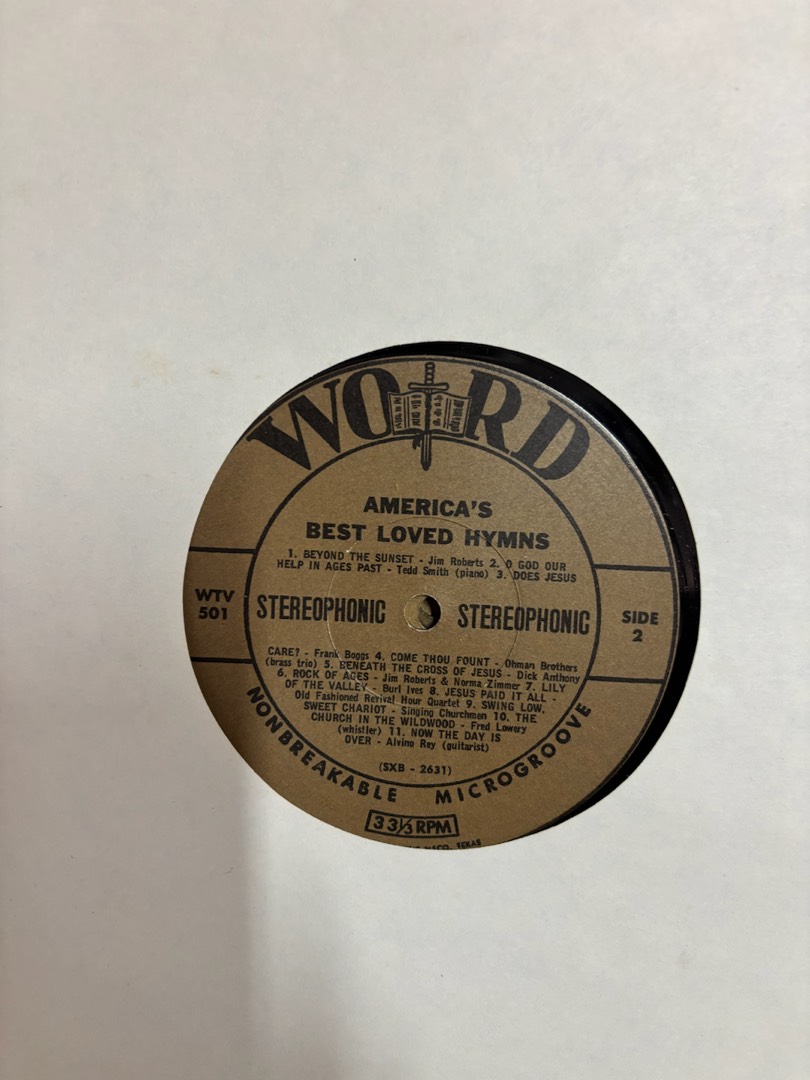 WORD
AMERICA'S
BEST LOVED HYMNS
1. BEYOND THE SUNSET - Jim Roberts 2. O GOD OUR
HELP IN AGES PAST - Tedd Smith (piano) 3. DOES JESUS
WTV
501
STEREOPHONIC STEREOPHONIC
SIDE
2
CARE? - Frank Boggs 4. COME THOU FOUNT - Ohman Brothers
(brass trio) 5. BENEATH THE CROSS OF JESUS - Dick Anthony
6. ROCK OF AGES - Jim Roberts & Norma Zimmer 7. LILY
OF THE VALLEY - Burl Ives 8. JESUS PAID IT ALL -
Old Fashioned Revival Hour Quartet 9. SWING LOW,
SWEET CHARIOT - Singing Churchmen 10. THE
CHURCH IN THE WILDWOOD - Fred Lowery
(whistler) 11. NOW THE DAY IS
OVER - Alvino Rey (guitarist)
(SXB - 2631)
NONBREAKABLE MICROGROOVE
33⅓ RPM
TEXAS